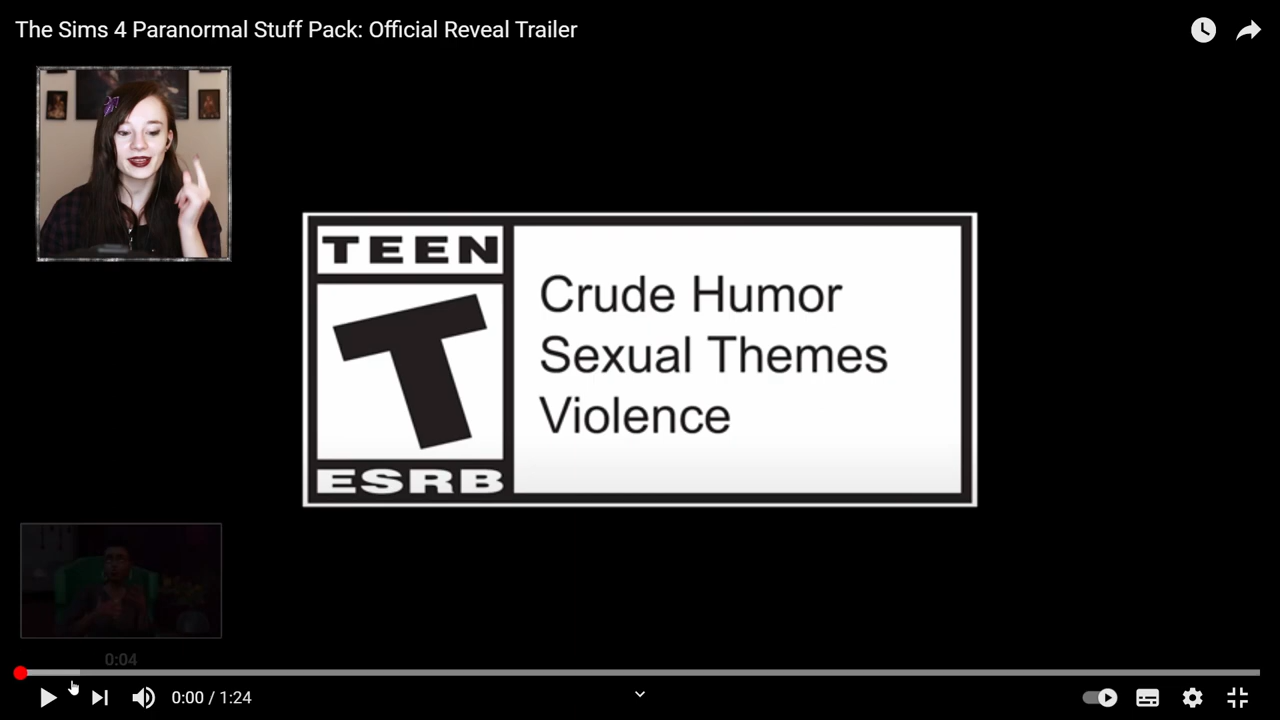 The Sims 4 Paranormal Stuff Pack: Official Reveal Trailer
TEEN
T
ESRB
Crude Humor
Sexual Themes
Violence
0:04
0:00 / 1:24